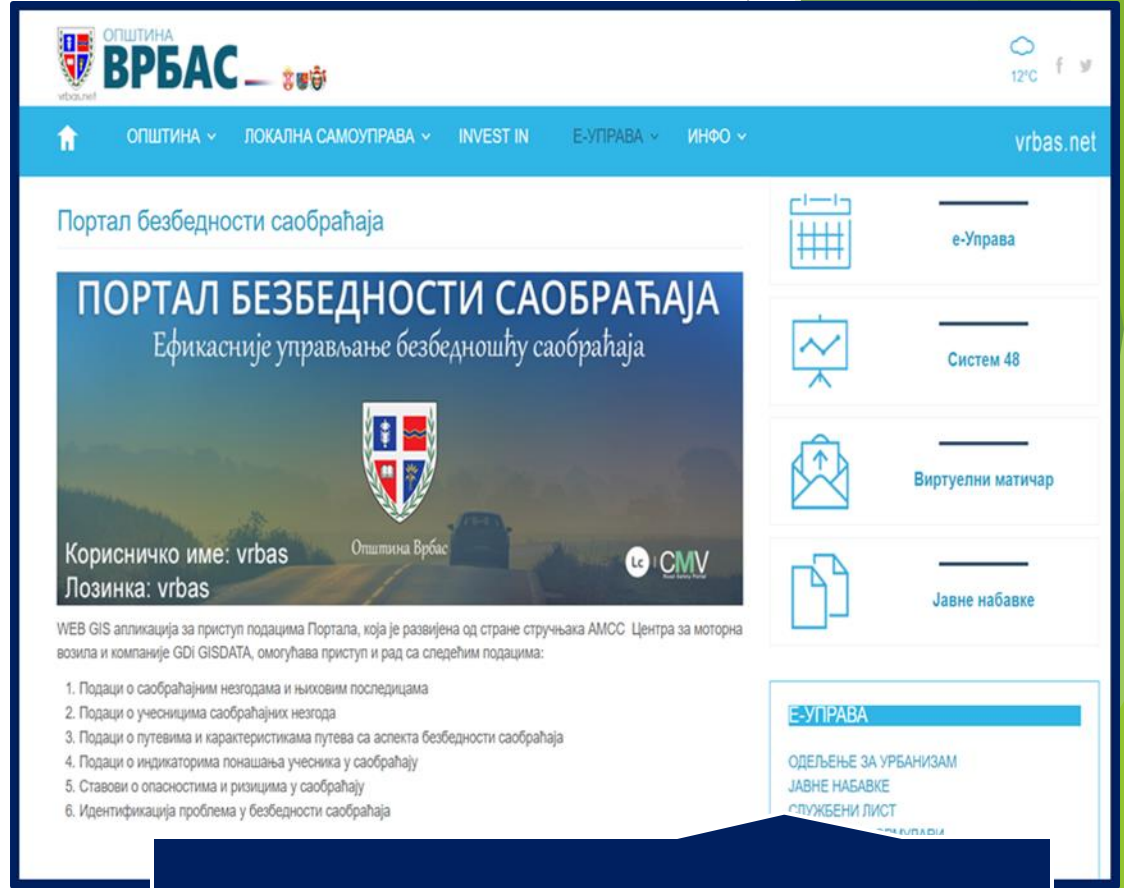 ОПШТИНА
ВРБАС
vrbas.net
12°C
ОПШТИНА
ЛОКАЛНА САМОУПРАВА
INVEST IN
Е-УПРАВА
ИНФО
vrbas.net
Портал безбедности саобраћаја
ПОРТАЛ БЕЗБЕДНОСТИ САОБРАЋАЈА
Ефикасније управљање безбедношћу саобраћаја
Општина Врбас
Корисничко име: vrbas
Лозинка: vrbas
Lc CMV
Road Safety Portal
WEB GIS апликација за приступ подацима Портала, која је развијена од стране стручњака АМСС Центра за моторна
возила и компаније GDi GISDATA, омогућава приступ и рад са следећим подацима:
1. Подаци о саобраћајним незгодама и њиховим последицама
2. Подаци о учесницима саобраћајних незгода
3. Подаци о путевима и карактеристикама путева са аспекта безбедности саобраћаја
4. Подаци о индикаторима понашања учесника у саобраћају
5. Ставови о опасностима и ризицима у саобраћају
6. Идентификација проблема у безбедности саобраћаја
е-Управа
Систем 48
Виртуелни матичар
Јавне набавке
Е-УПРАВА
ОДЕЉЕЊЕ ЗА УРБАНИЗАМ
ЈАВНЕ НАБАВКЕ
СЛУЖБЕНИ ЛИСТ